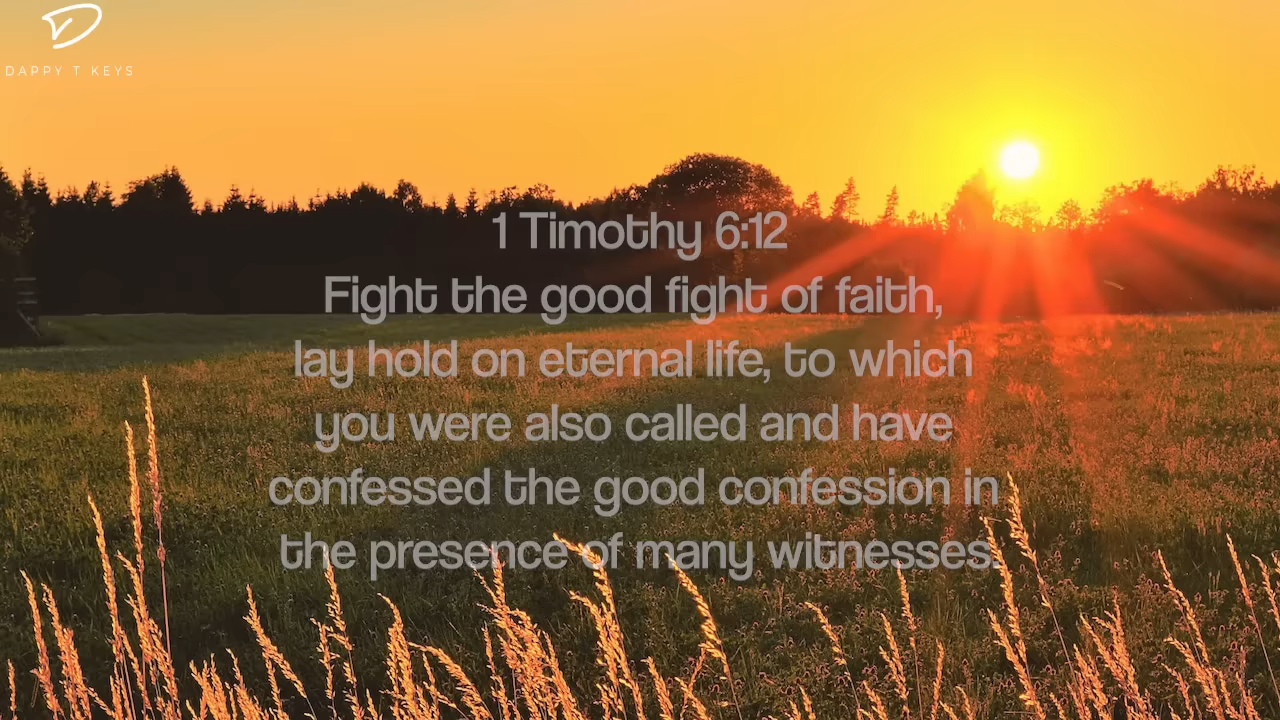 DAPPY T KEYS
1 Timothy 6:12
Fight the good fight of faith,
lay hold on eternal life, to which
you were also called and have
confessed the good confession in
the presence of many witnesses.